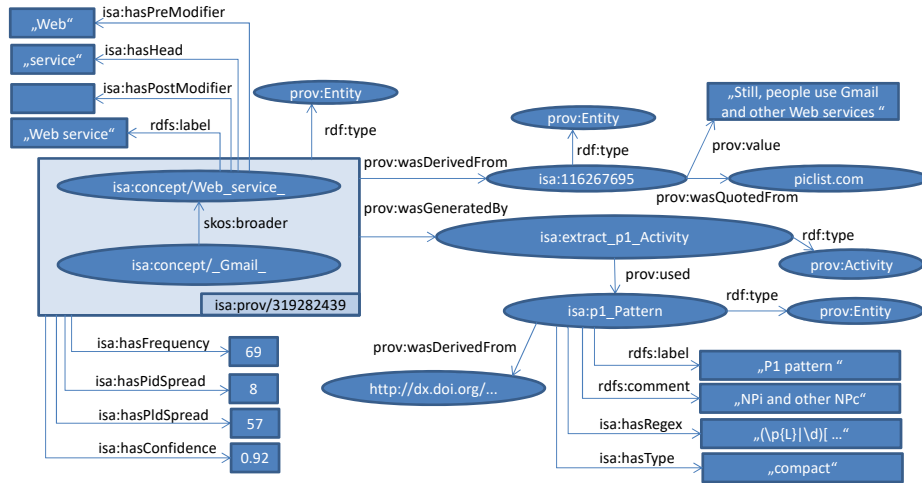 isa:hasPreModifier
„Web“
isa:hasHead
„service“
isa:hasPostModifier
rdfs:label
„Web service“
prov:Entity
rdf:type
prov:Entity
rdf:type
„Still, people use Gmail
and other Web services “
prov:value
prov:wasDerivedFrom
isa:concept/Web_service_
isa:116267695
piclist.com
prov:wasQuotedFrom
prov:wasGeneratedBy
skos:broader
isa:extract_p1_Activity
rdf:type
isa:concept/_Gmail_
prov:Activity
prov:used
isa:prov/319282439
isa:p1_Pattern
rdf:type
prov:Entity
isa:hasFrequency
69
prov:wasDerivedFrom
rdfs:label
„P1 pattern “
isa:hasPidSpread
8
http://dx.doi.org/...
rdfs:comment
„NPi and other NPc“
isa:hasPldSpread
57
isa:hasRegex
„(\p{L}|\d)[ ...“
isa:hasConfidence
0.92
isa:hasType
„compact“